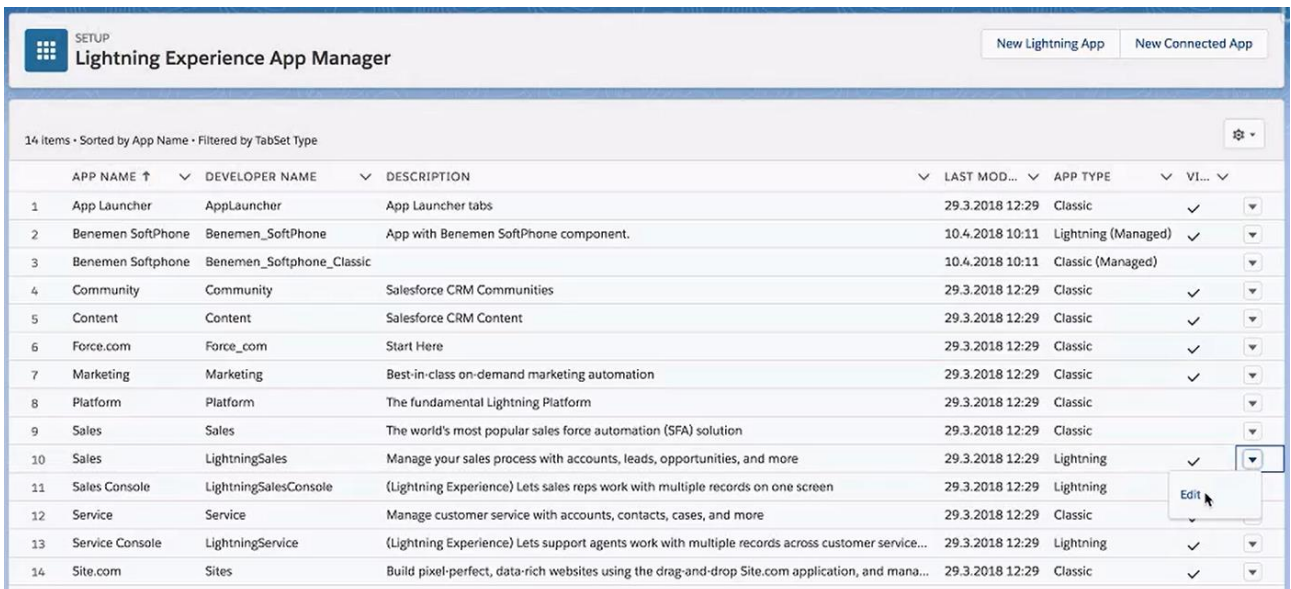 SETUP
Lightning Experience App Manager
New Lightning App New Connected App
14 items • Sorted by App Name • Filtered by TabSet Type
APP NAME ↑ DEVELOPER NAME DESCRIPTION LAST MOD... APP TYPE VI...
1 App Launcher AppLauncher App Launcher tabs 29.3.2018 12:29 Classic
2 Benemen SoftPhone Benemen_SoftPhone App with Benemen SoftPhone component. 10.4.2018 10:11 Lightning (Managed)
3 Benemen Softphone Benemen_Softphone_Classic 10.4.2018 10:11 Classic (Managed)
4 Community Community Salesforce CRM Communities 29.3.2018 12:29 Classic
5 Content Content Salesforce CRM Content 29.3.2018 12:29 Classic
6 Force.com Force_com Start Here 29.3.2018 12:29 Classic
7 Marketing Marketing Best-in-class on-demand marketing automation 29.3.2018 12:29 Classic
8 Platform Platform The fundamental Lightning Platform 29.3.2018 12:29 Classic
9 Sales Sales The world's most popular sales force automation (SFA) solution 29.3.2018 12:29 Classic
10 Sales LightningSales Manage your sales process with accounts, leads, opportunities, and more 29.3.2018 12:29 Lightning
11 Sales Console LightningSalesConsole (Lightning Experience) Lets sales reps work with multiple records on one screen 29.3.2018 12:29 Lightning
Edit
12 Service Service Manage customer service with accounts, contacts, cases, and more 29.3.2018 12:29 Classic
13 Service Console LightningService (Lightning Experience) Lets support agents work with multiple records across customer service... 29.3.2018 12:29 Lightning
14 Site.com Sites Build pixel-perfect, data-rich websites using the drag-and-drop Site.com application, and mana... 29.3.2018 12:29 Classic